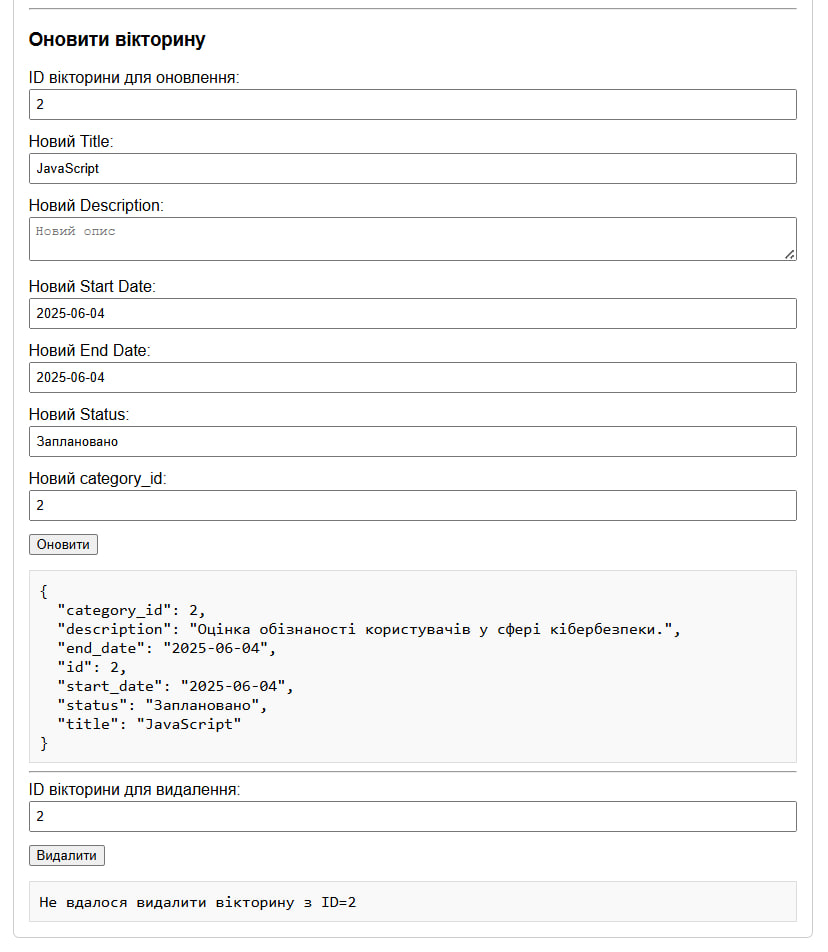 Оновити вікторину
ID вікторини для оновлення:
2
Новий Title:
JavaScript
Новий Description:
Новий опис
Новий Start Date:
2025-06-04
Новий End Date:
2025-06-04
Новий Status:
Заплановано
Новий category_id:
2
Оновити
{
  "category_id": 2,
  "description": "Оцінка обізнаності користувачів у сфері кібербезпеки.",
  "end_date": "2025-06-04",
  "id": 2,
  "start_date": "2025-06-04",
  "status": "Заплановано",
  "title": "JavaScript"
}
ID вікторини для видалення:
2
Видалити
Не вдалося видалити вікторину з ID=2